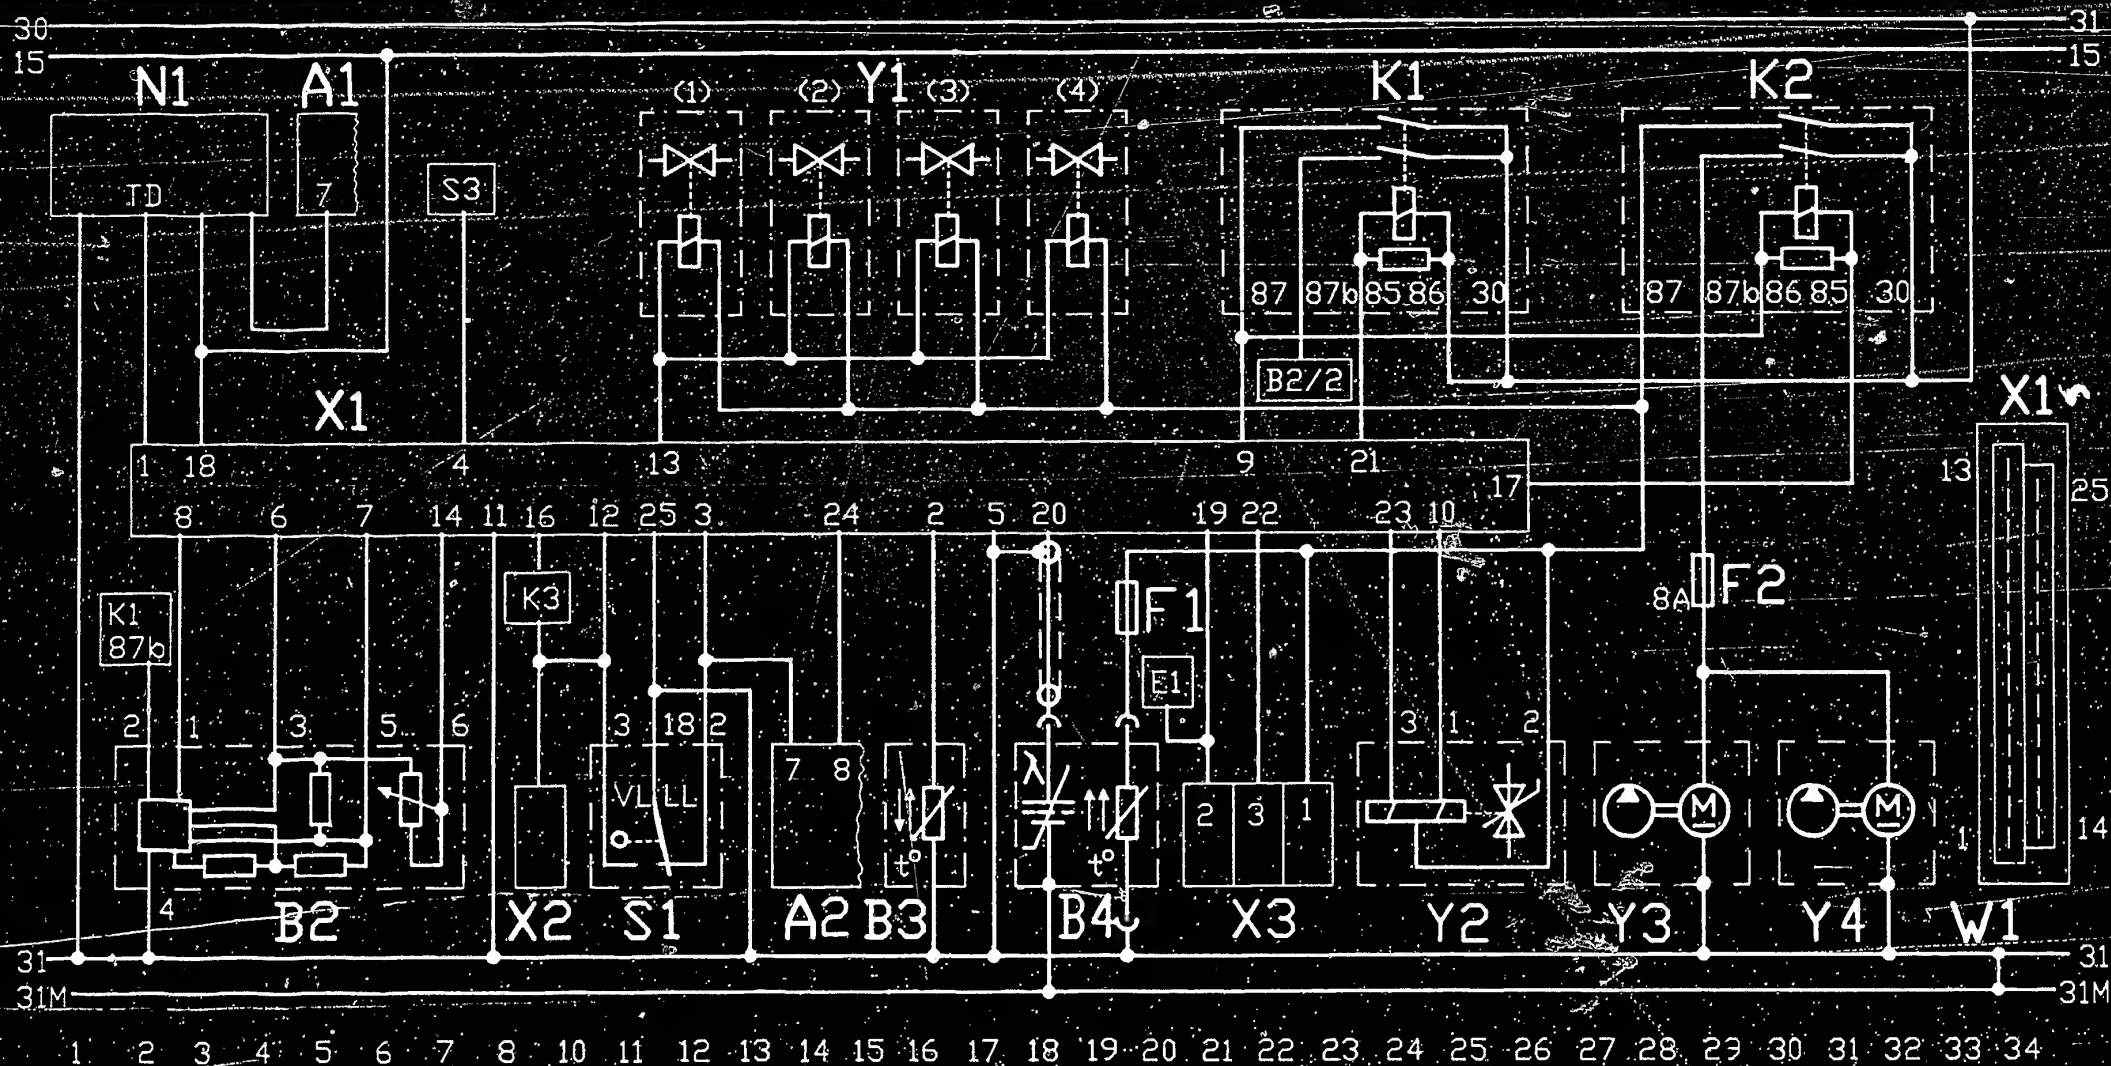 30 31
15 15
N1 A1 (1) (2) Y1 (3) (4) K1 K2
TD 7 S3
87 87b 85 86 30 87 87b 86 85 30
B2/2
X1 X1
1 18 4 13 9 21 13
17 25
8 6 7 14 11 16 12 25 3 24 2 5 20 19 22 23 10
K1
87b
K3 F1 8A F2
E1
2 1 3 5 6 3 18 2 3 1 2
7 8 λ
VL LL 2 3 1 M M 1 14
t° t°
4
B2 X2 S1 A2 B3 B4 X3 Y2 Y3 Y4 W1
31 31
31M 31M
1 2 3 4 5 6 7 8 10 11 12 13 14 15 16 17 18 19 20 21 22 23 24 25 26 27 28 29 30 31 32 33 34